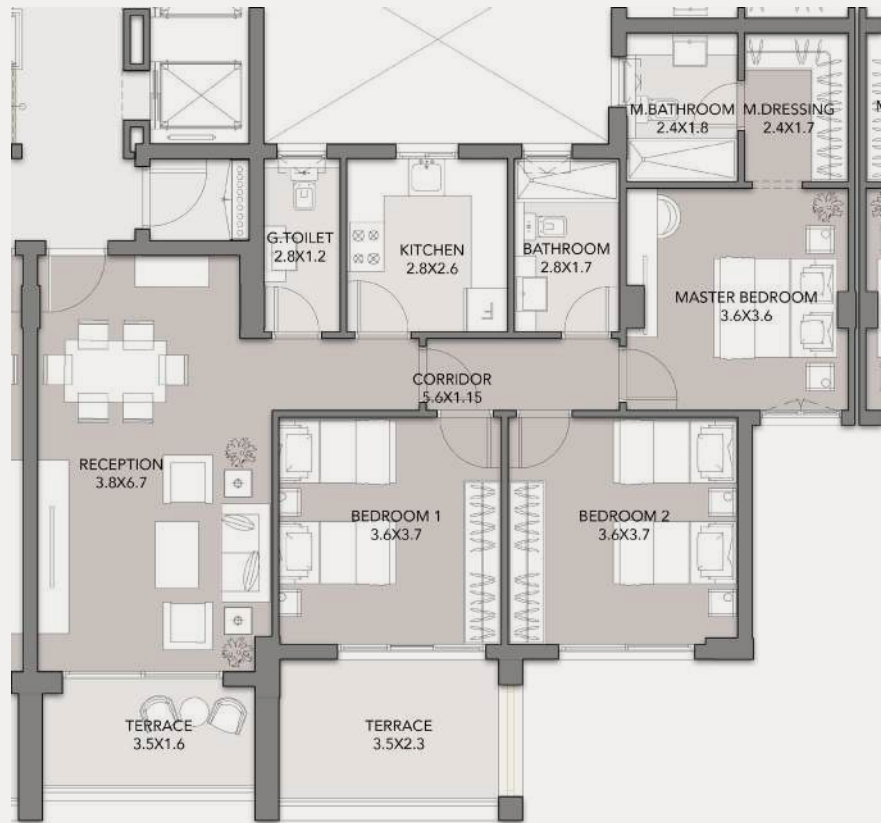 M.BATHROOM
2.4X1.8
M.DRESSING
2.4X1.7
M
G.TOILET
2.8X1.2
KITCHEN
2.8X2.6
BATHROOM
2.8X1.7
MASTER BEDROOM
3.6X3.6
CORRIDOR
5.6X1.15
RECEPTION
3.8X6.7
BEDROOM 1
3.6X3.7
BEDROOM 2
3.6X3.7
TERRACE
3.5X1.6
TERRACE
3.5X2.3